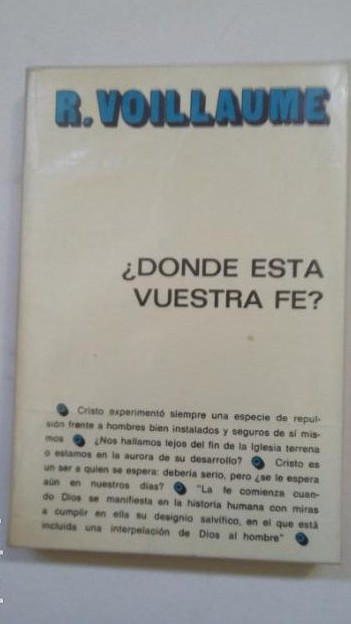 R. VOILLAUME
¿DONDE ESTA
VUESTRA FE?
Cristo experimentó siempre una especie de repul-
sión frente a hombres bien instalados y seguros de sí mis-
mos ¿Nos hallamos lejos del fin de la Iglesia terrena
o estamos en la aurora de su desarrollo? Cristo es
un ser a quien se espera: debería serlo, pero ¿se le espera
aún en nuestros días? "La fe comienza cuan-
do Dios se manifiesta en la historia humana con miras
a cumplir en ella su designio salvífico, en el que está
incluida una interpelación de Dios al hombre"